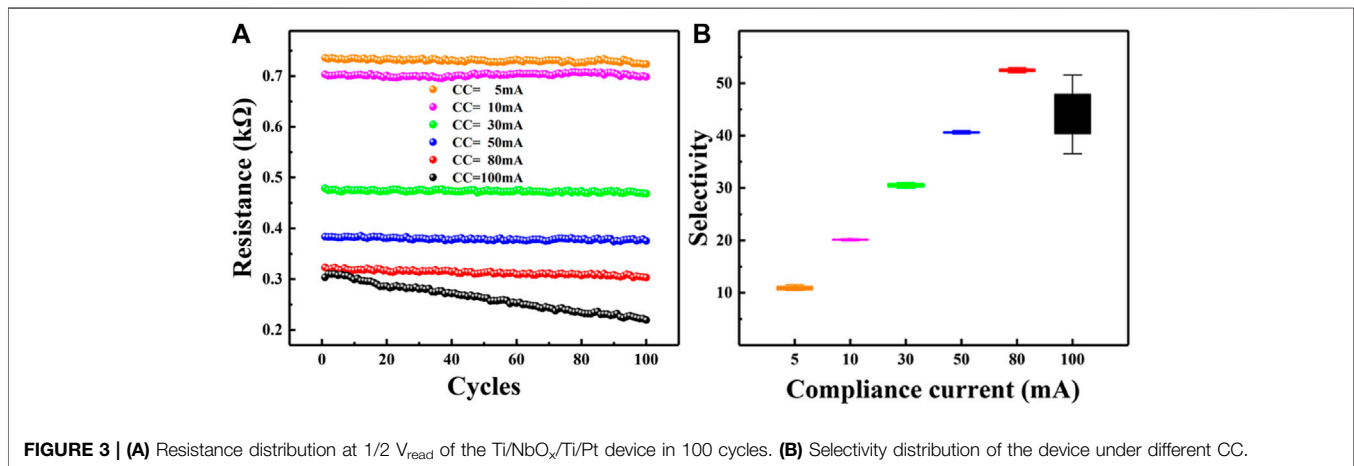 A
Resistance (kΩ)
0.7
0.6
0.5
0.4
0.3
0.2
CC= 5mA
CC= 10mA
CC= 30mA
CC= 50mA
CC= 80mA
CC=100mA
0 20 40 60 80 100
Cycles
B
Selectivity
50
40
30
20
10
5 10 30 50 80 100
Compliance current (mA)
FIGURE 3 | (A) Resistance distribution at 1/2 Vread of the Ti/NbOx/Ti/Pt device in 100 cycles. (B) Selectivity distribution of the device under different CC.